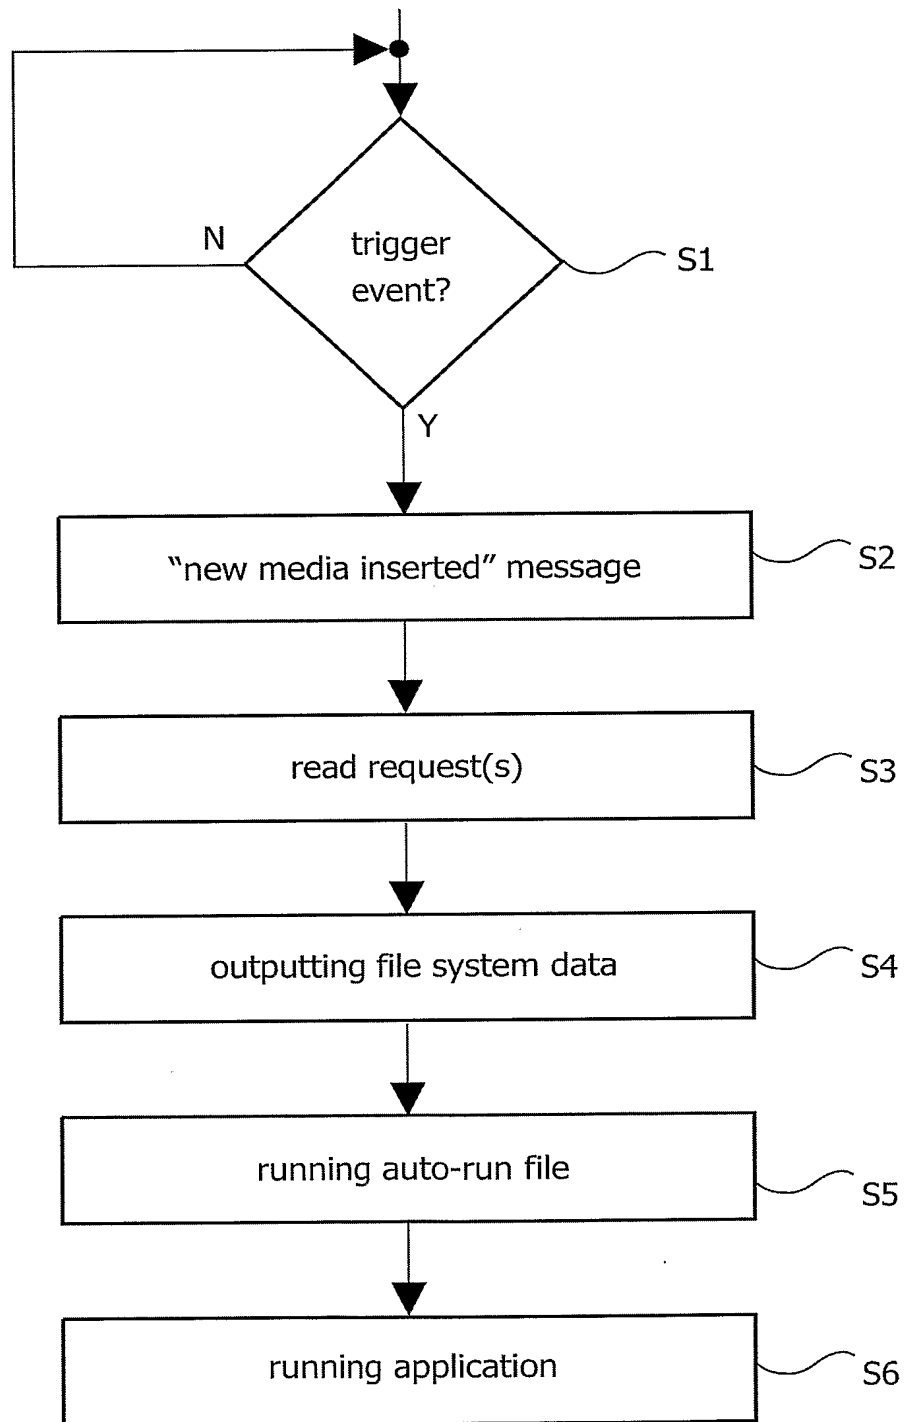 N
trigger
event?
S1
Y
“new media inserted” message
S2
read request(s)
S3
outputting file system data
S4
running auto-run file
S5
running application
S6